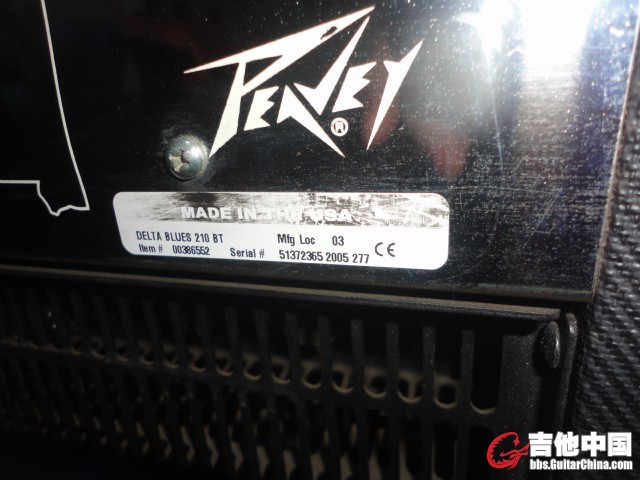 PEAVEY®
MADE IN THE USA
DELTA BLUES 210 BT Mfg Loc 03 CE
Item # 00386552 Serial # 51372365 2005 277
吉他中国
bbs.GuitarChina.com